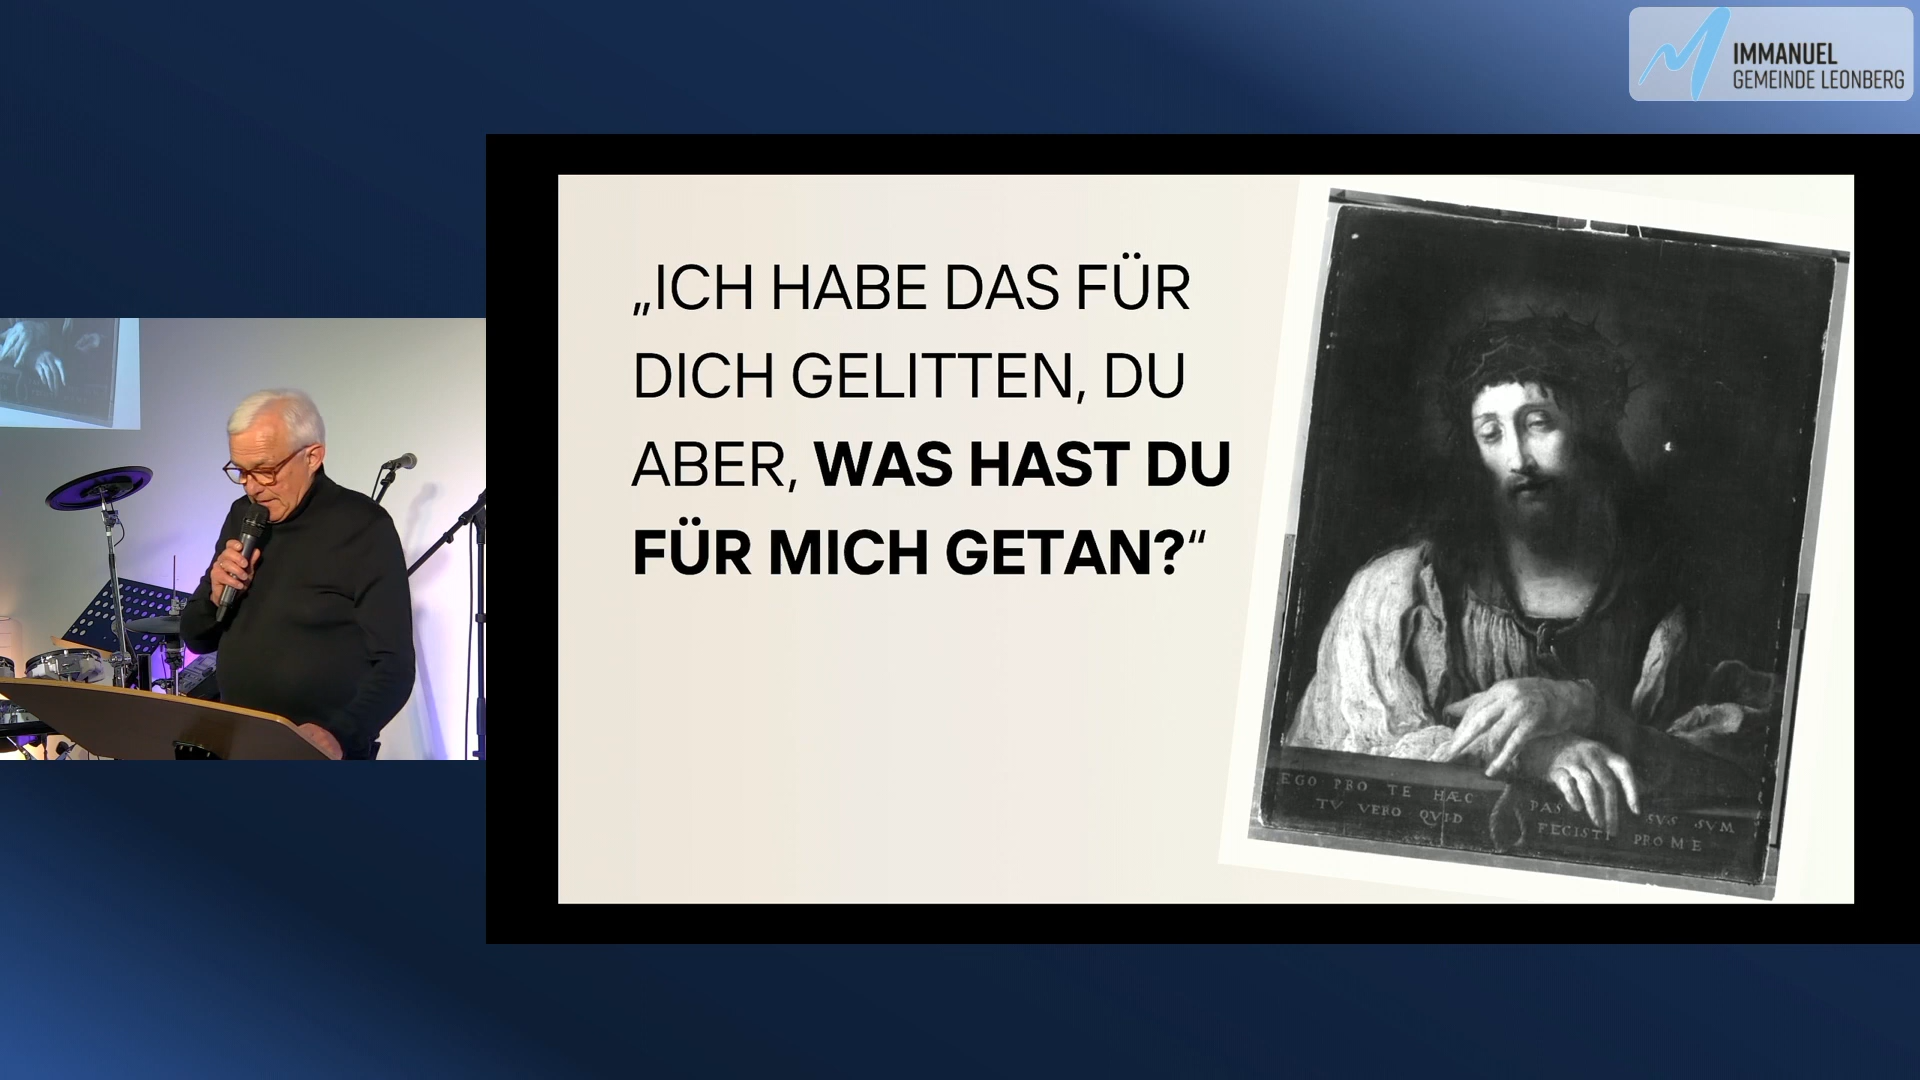 IMMANUEL
GEMEINDE LEONBERG
„ICH HABE DAS FÜR
DICH GELITTEN, DU
ABER, WAS HAST DU
FÜR MICH GETAN?“
EGO PRO TE HÆC PAS SVS SVM
TV VERO QVID FECISTI PRO ME